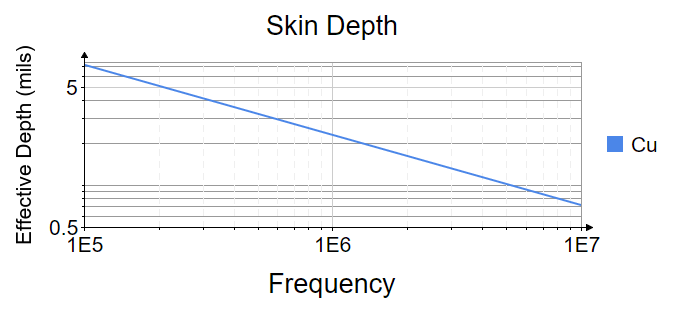 Skin Depth
Effective Depth (mils)
5
0.5
1E5
1E6
1E7
Frequency
Cu